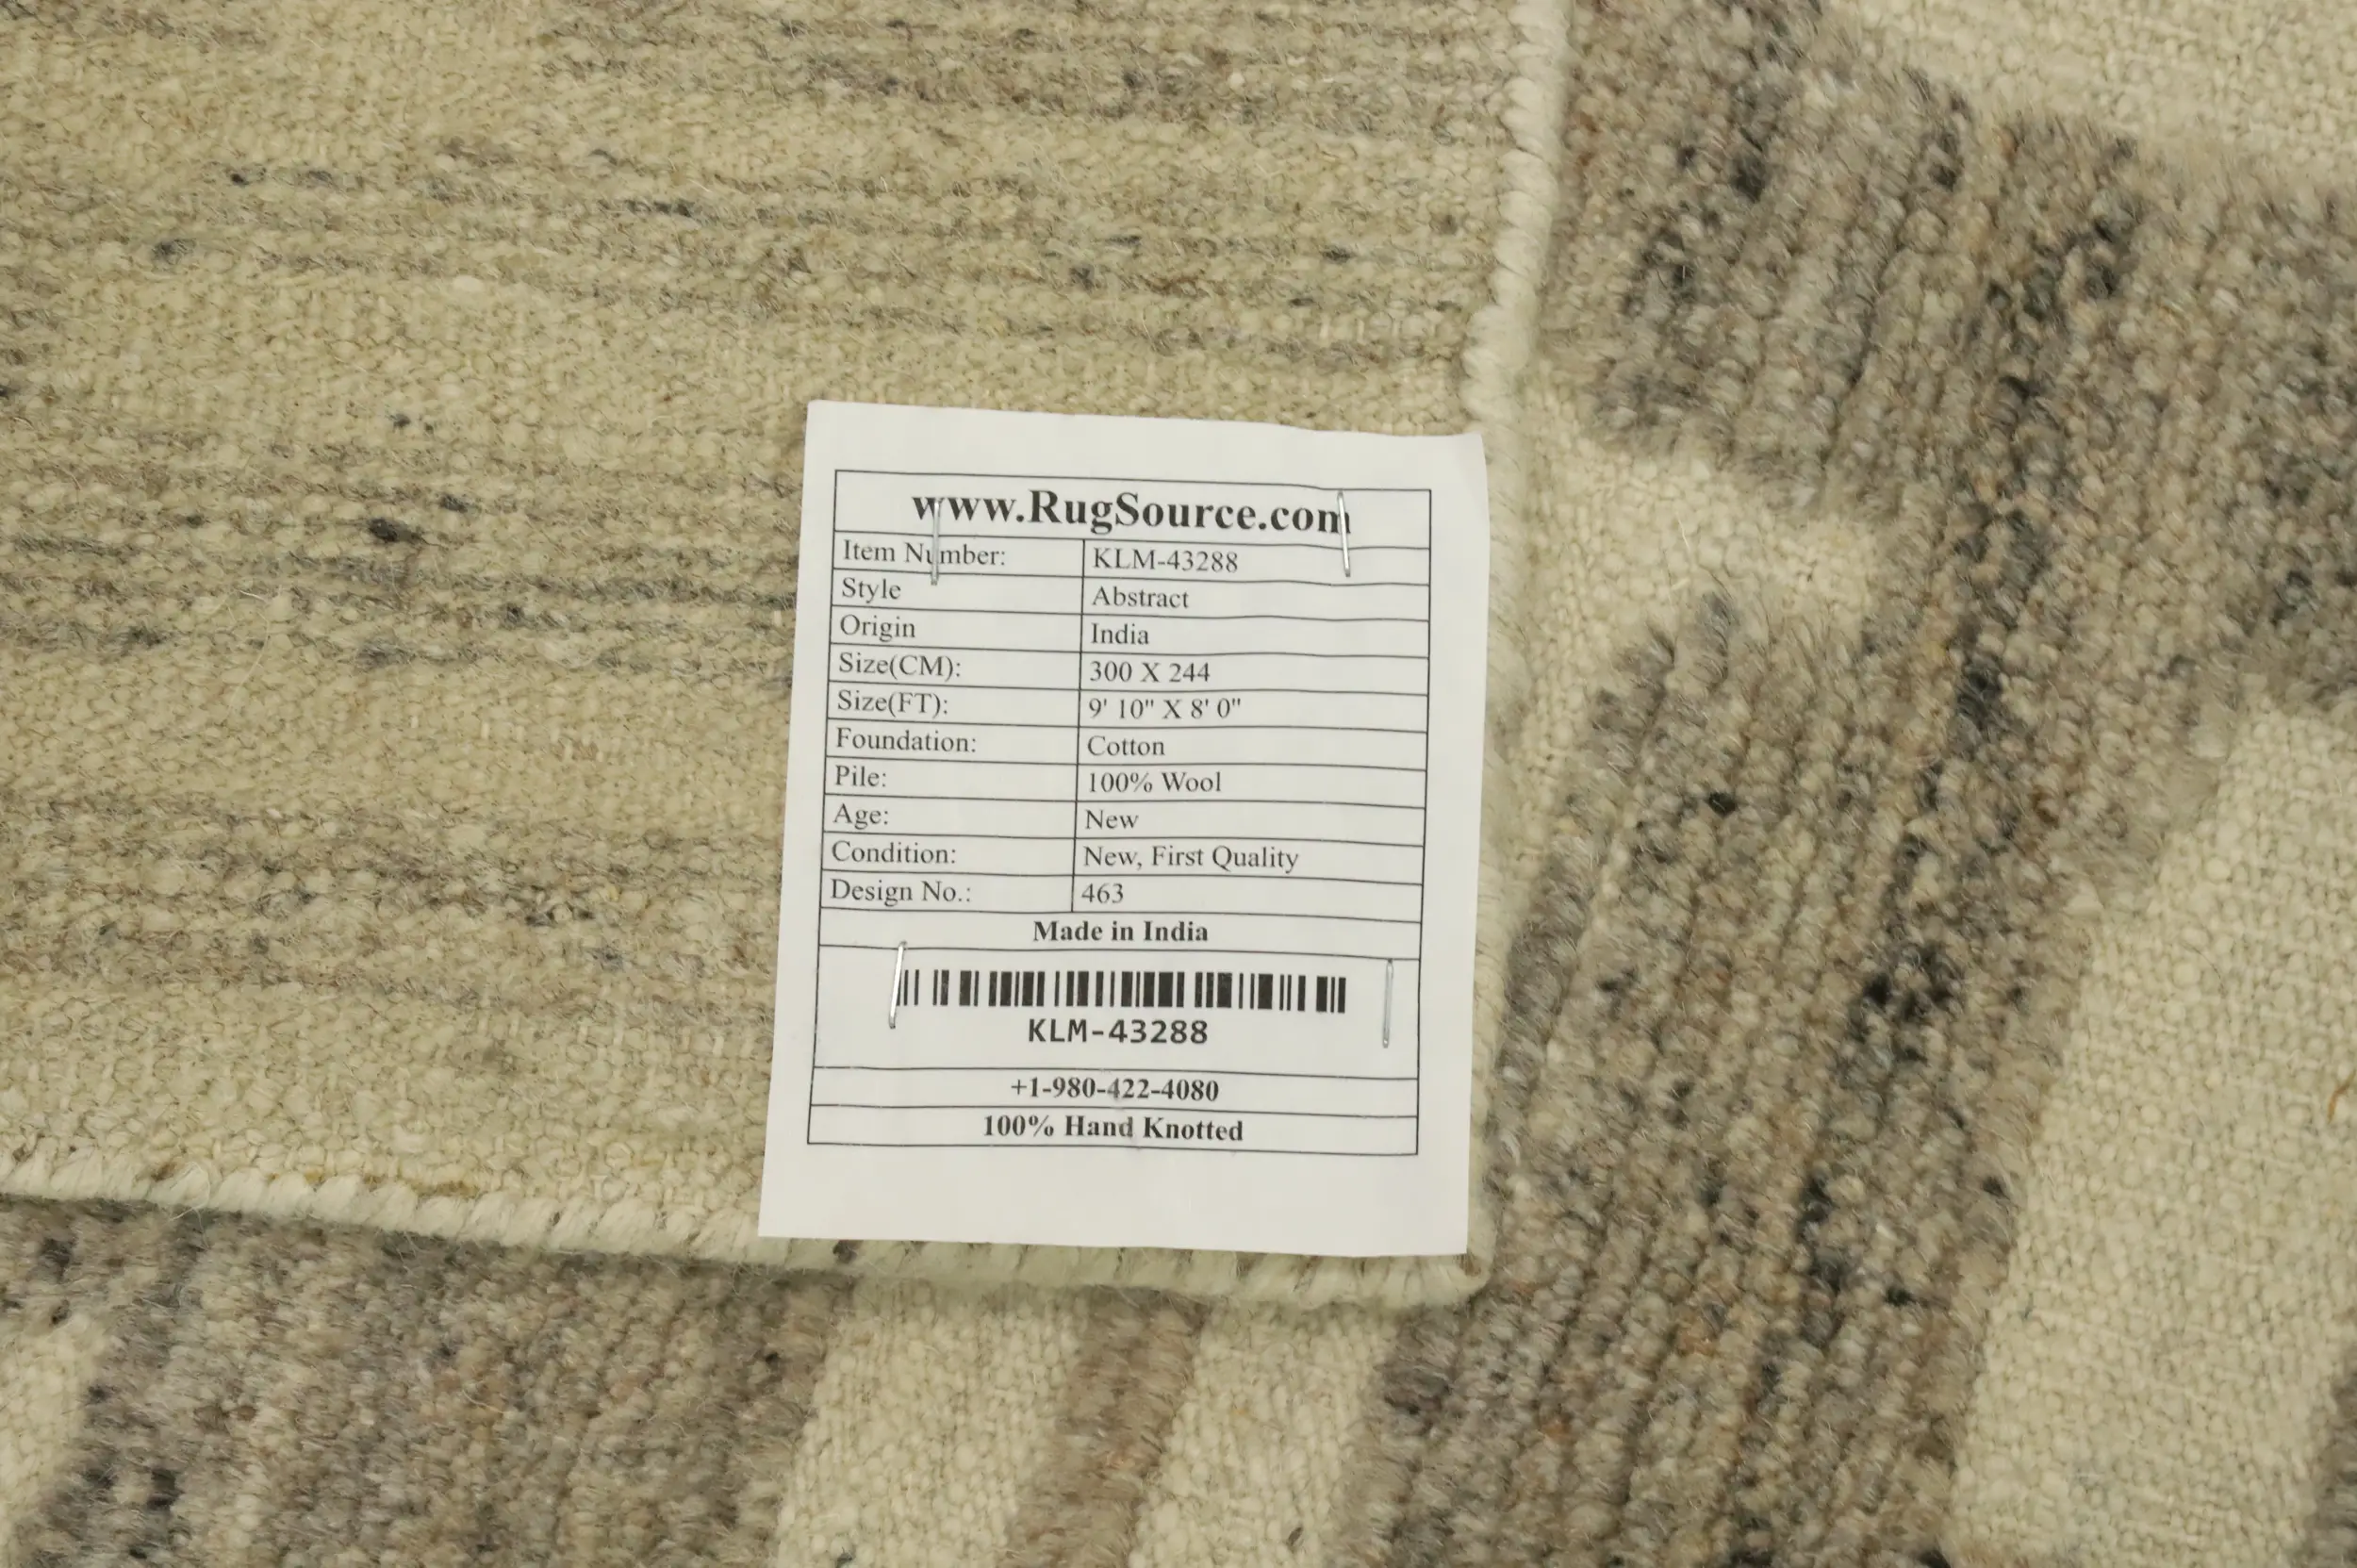 www.RugSource.com
Item Number: KLM-43288
Style Abstract
Origin India
Size(CM): 300 X 244
Size(FT): 9' 10" X 8' 0"
Foundation: Cotton
Pile: 100% Wool
Age: New
Condition: New, First Quality
Design No.: 463
Made in India
KLM-43288
+1-980-422-4080
100% Hand Knotted